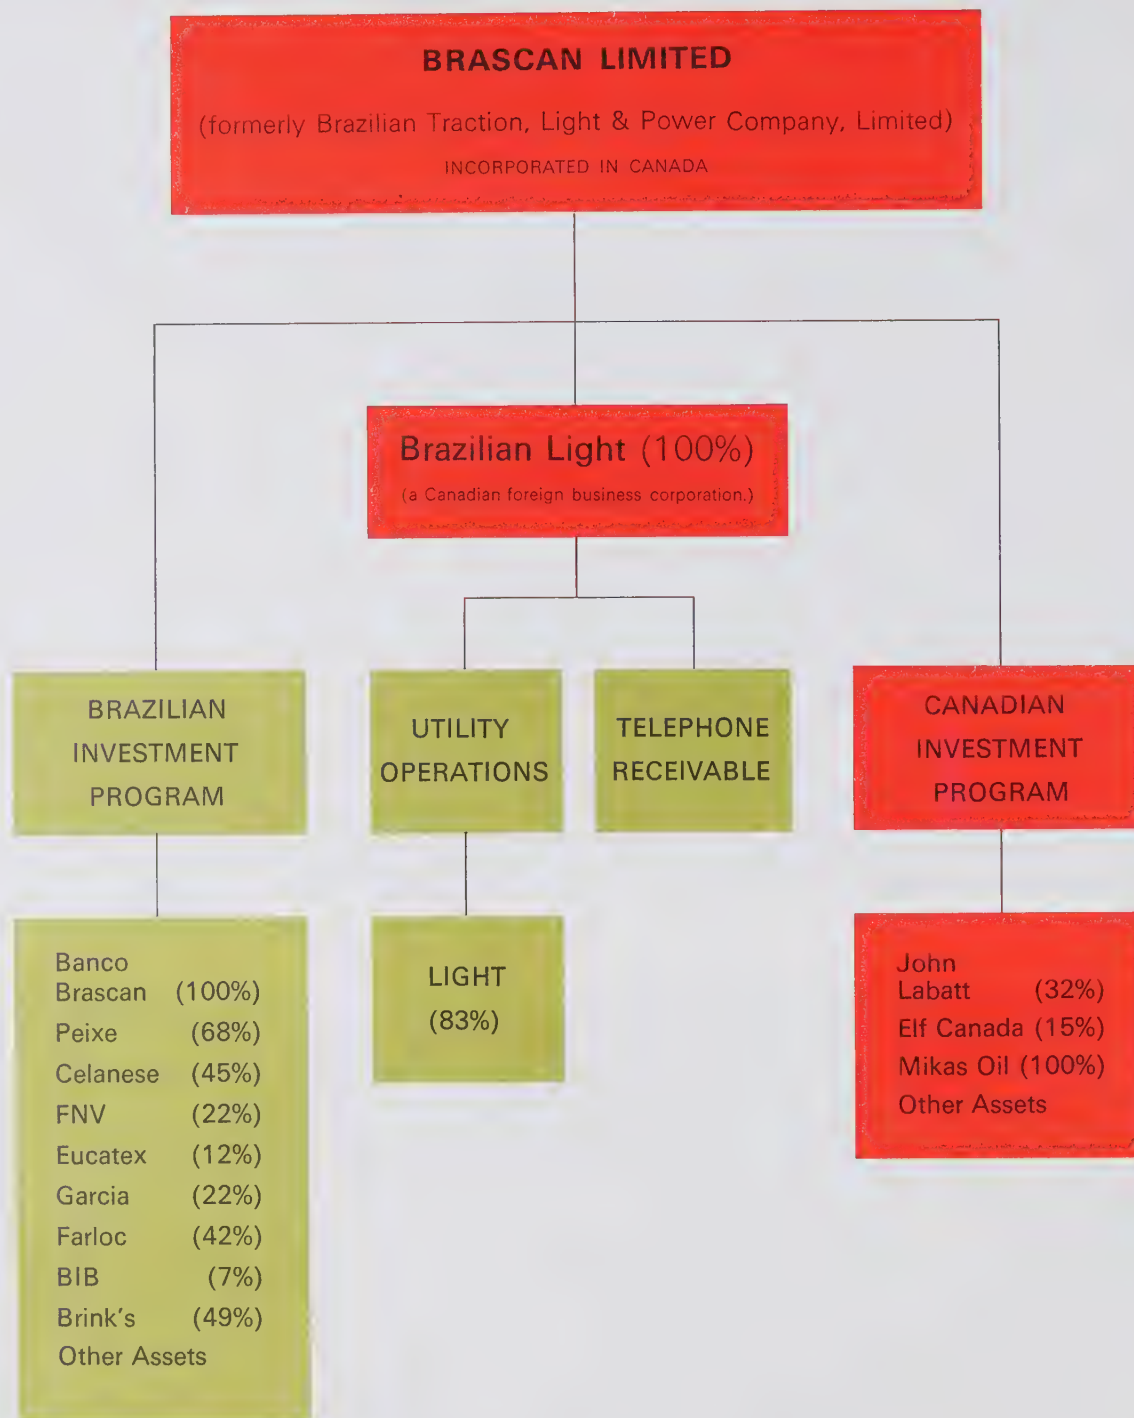 BRASCAN LIMITED
(formerly Brazilian Traction, Light & Power Company, Limited)
INCORPORATED IN CANADA
Brazilian Light (100%)
(a Canadian foreign business corporation.)
BRAZILIAN
INVESTMENT
PROGRAM
UTILITY
OPERATIONS
TELEPHONE
RECEIVABLE
CANADIAN
INVESTMENT
PROGRAM
Banco
Brascan (100%)
Peixe (68%)
Celanese (45%)
FNV (22%)
Eucatex (12%)
Garcia (22%)
Farloc (42%)
BIB (7%)
Brink's (49%)
Other Assets
LIGHT
(83%)
John
Labatt (32%)
Elf Canada (15%)
Mikas Oil (100%)
Other Assets